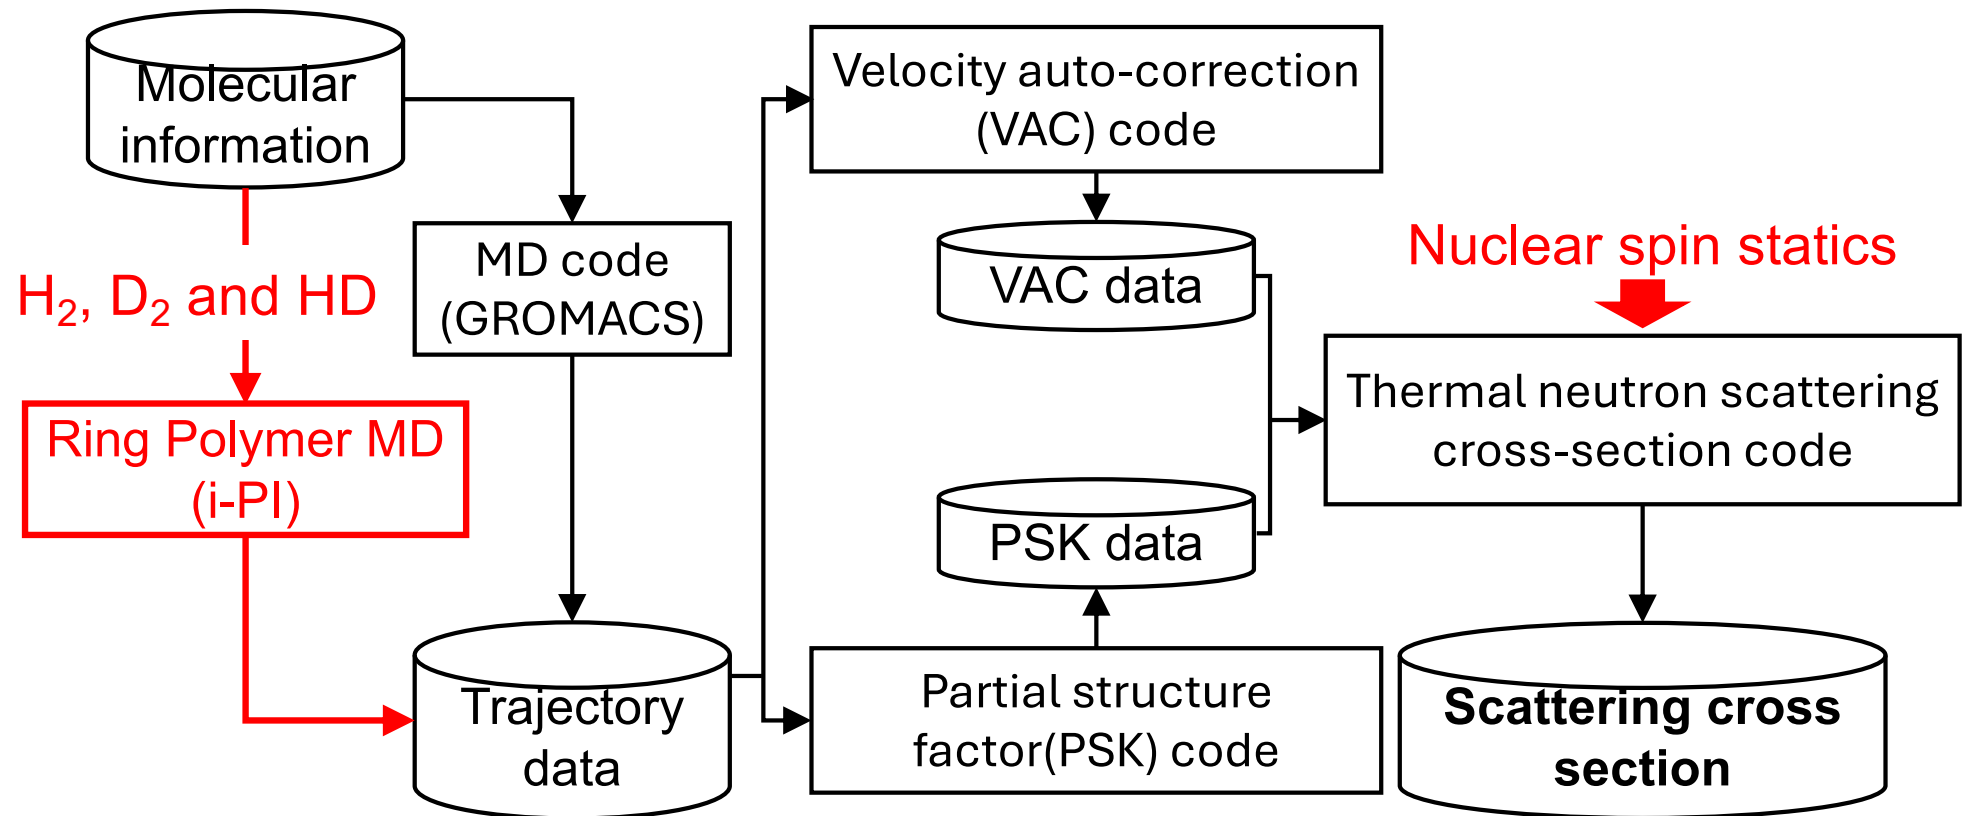 Molecular
information
H₂, D₂ and HD
Ring Polymer MD
(i-PI)
MD code
(GROMACS)
Trajectory
data
Velocity auto-correction
(VAC) code
VAC data
PSK data
Partial structure
factor(PSK) code
Nuclear spin statics
Thermal neutron scattering
cross-section code
Scattering cross
section